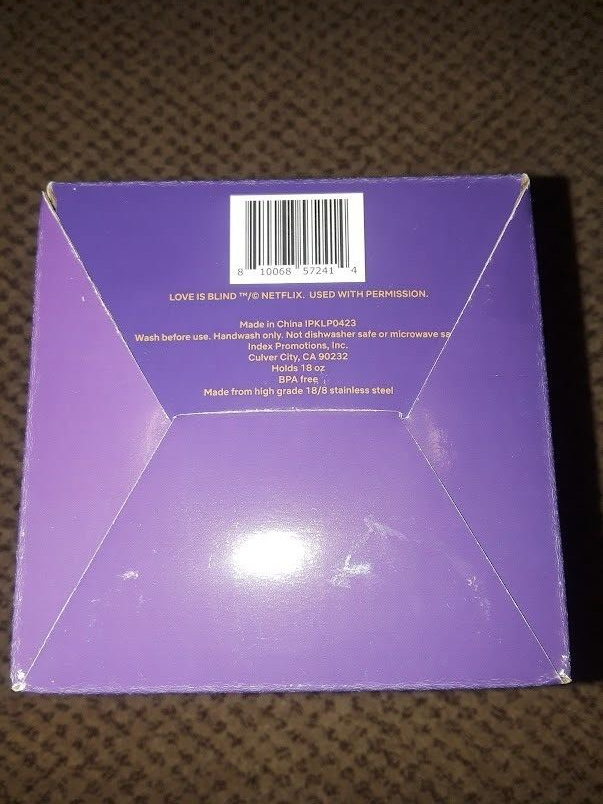 8 10068 57241 4
LOVE IS BLIND ™/© NETFLIX. USED WITH PERMISSION.
Made in China IPKLP0423
Wash before use. Handwash only. Not dishwasher safe or microwave sa
Index Promotions, Inc.
Culver City, CA 90232
Holds 18 oz
BPA free
Made from high grade 18/8 stainless steel